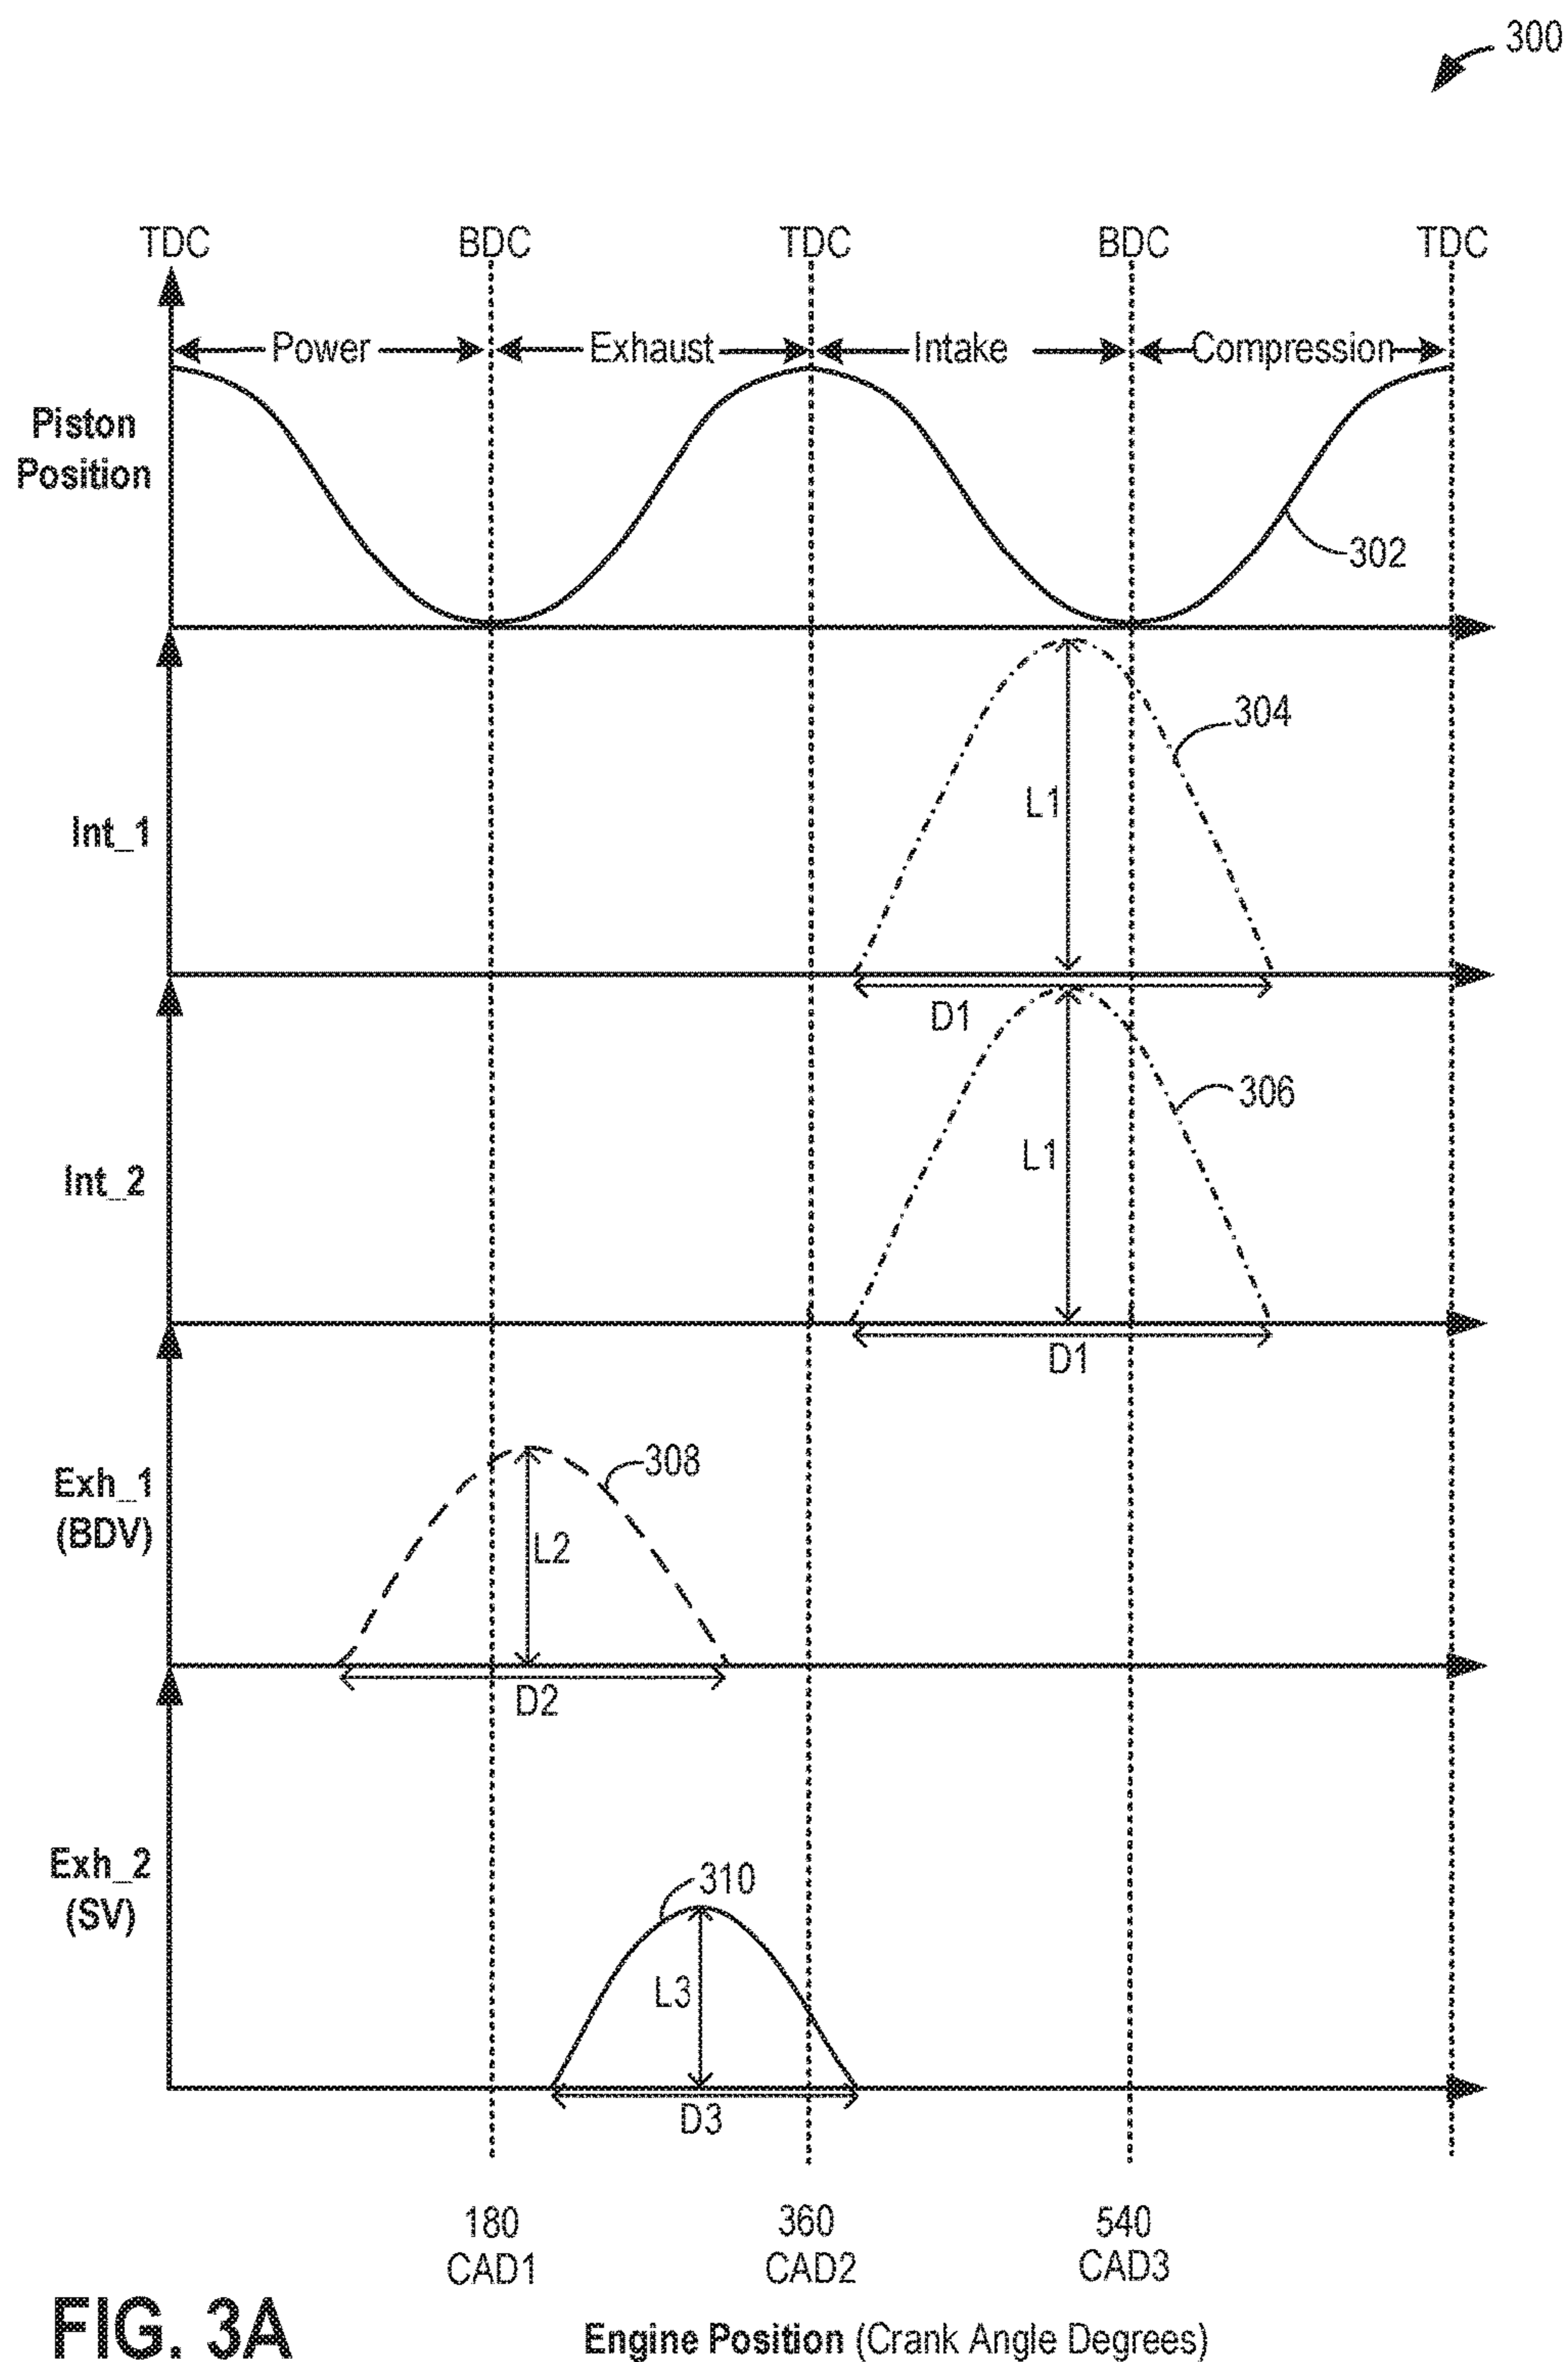 300
TDC BDC TDC BDC TDC
Power Exhaust Intake Compression
Piston
Position
302
304
L1
Int_1
D1
306
L1
Int_2
D1
308
Exh_1
(BDV)
L2
D2
310
Exh_2
(SV)
L3
D3
180 360 540
CAD1 CAD2 CAD3
FIG. 3A
Engine Position (Crank Angle Degrees)